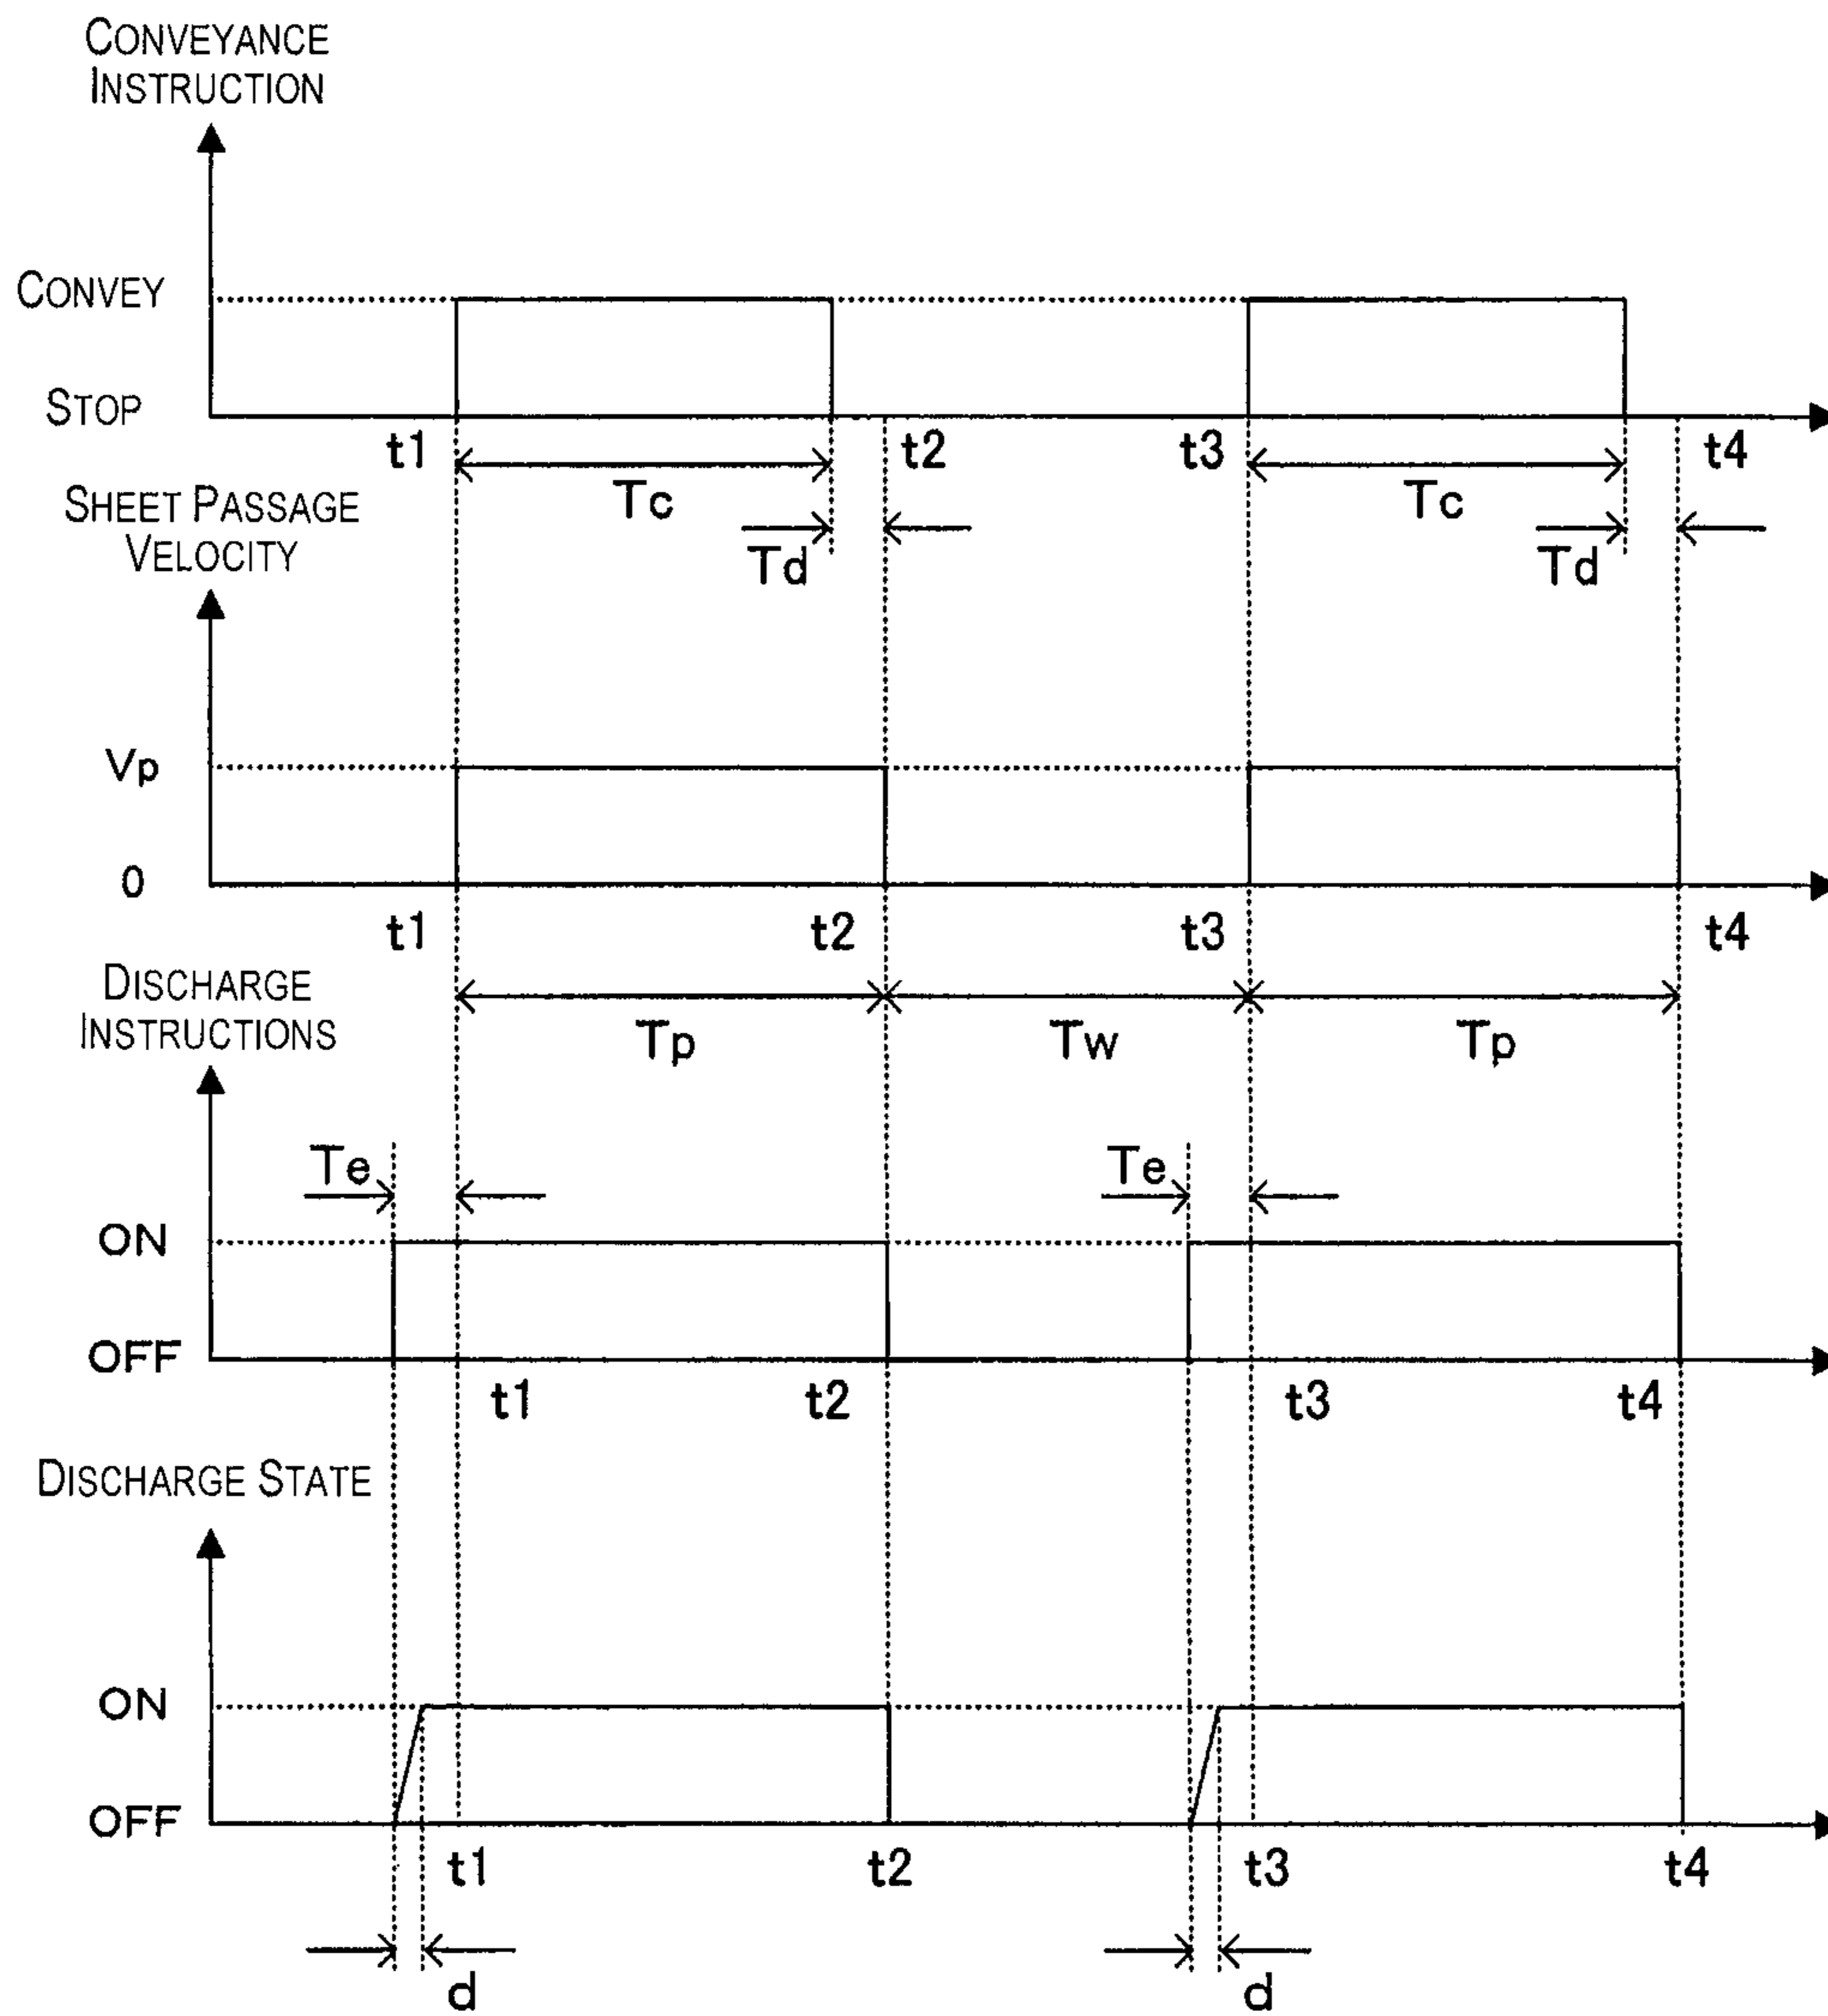 CONVEYANCE
INSTRUCTION
CONVEY
STOP
t1
t2
t3
t4
Tc
Tc
Td
Td
SHEET PASSAGE
VELOCITY
Vp
0
t1
t2
t3
t4
Tp
Tw
Tp
DISCHARGE
INSTRUCTIONS
Te
Te
ON
OFF
t1
t2
t3
t4
DISCHARGE STATE
ON
OFF
t1
t2
t3
t4
d
d